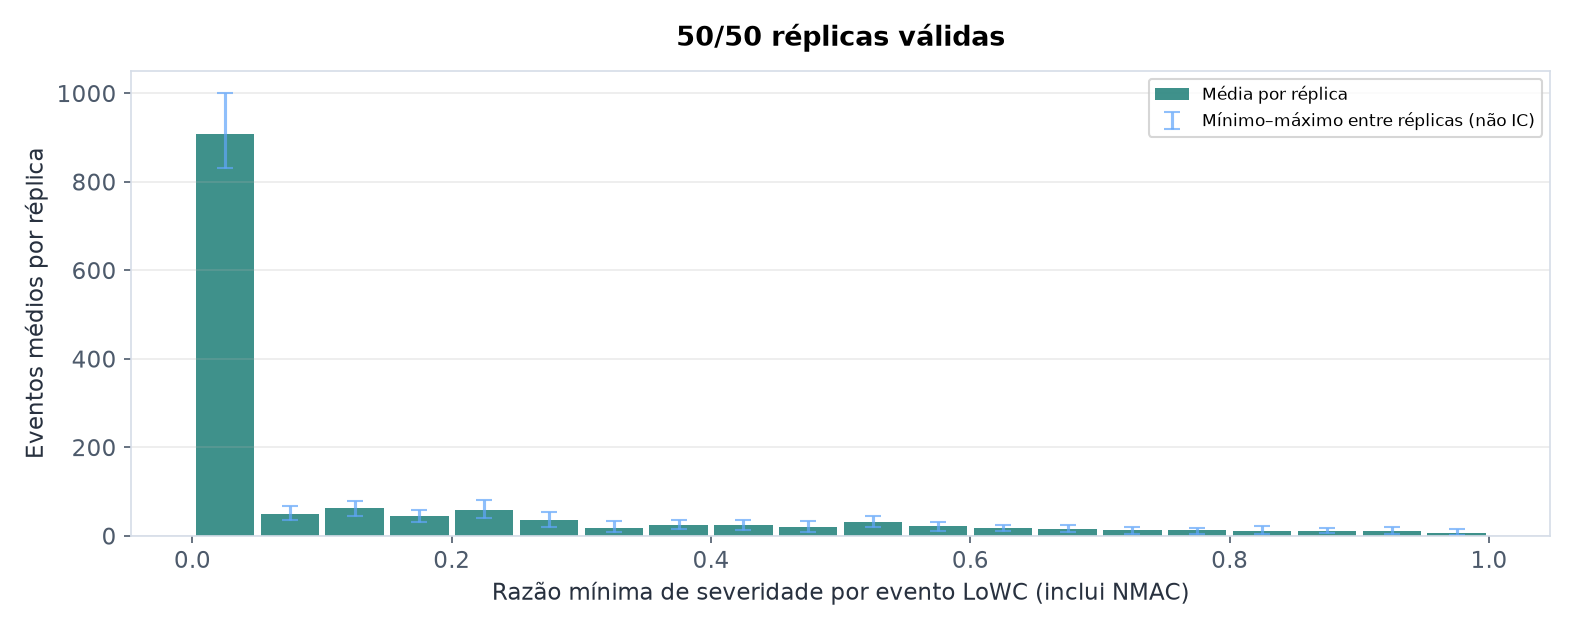 50/50 réplicas válidas
Média por réplica
Mínimo–máximo entre réplicas (não IC)
Eventos médios por réplica
1000
800
600
400
200
0
0.0 0.2 0.4 0.6 0.8 1.0
Razão mínima de severidade por evento LoWC (inclui NMAC)